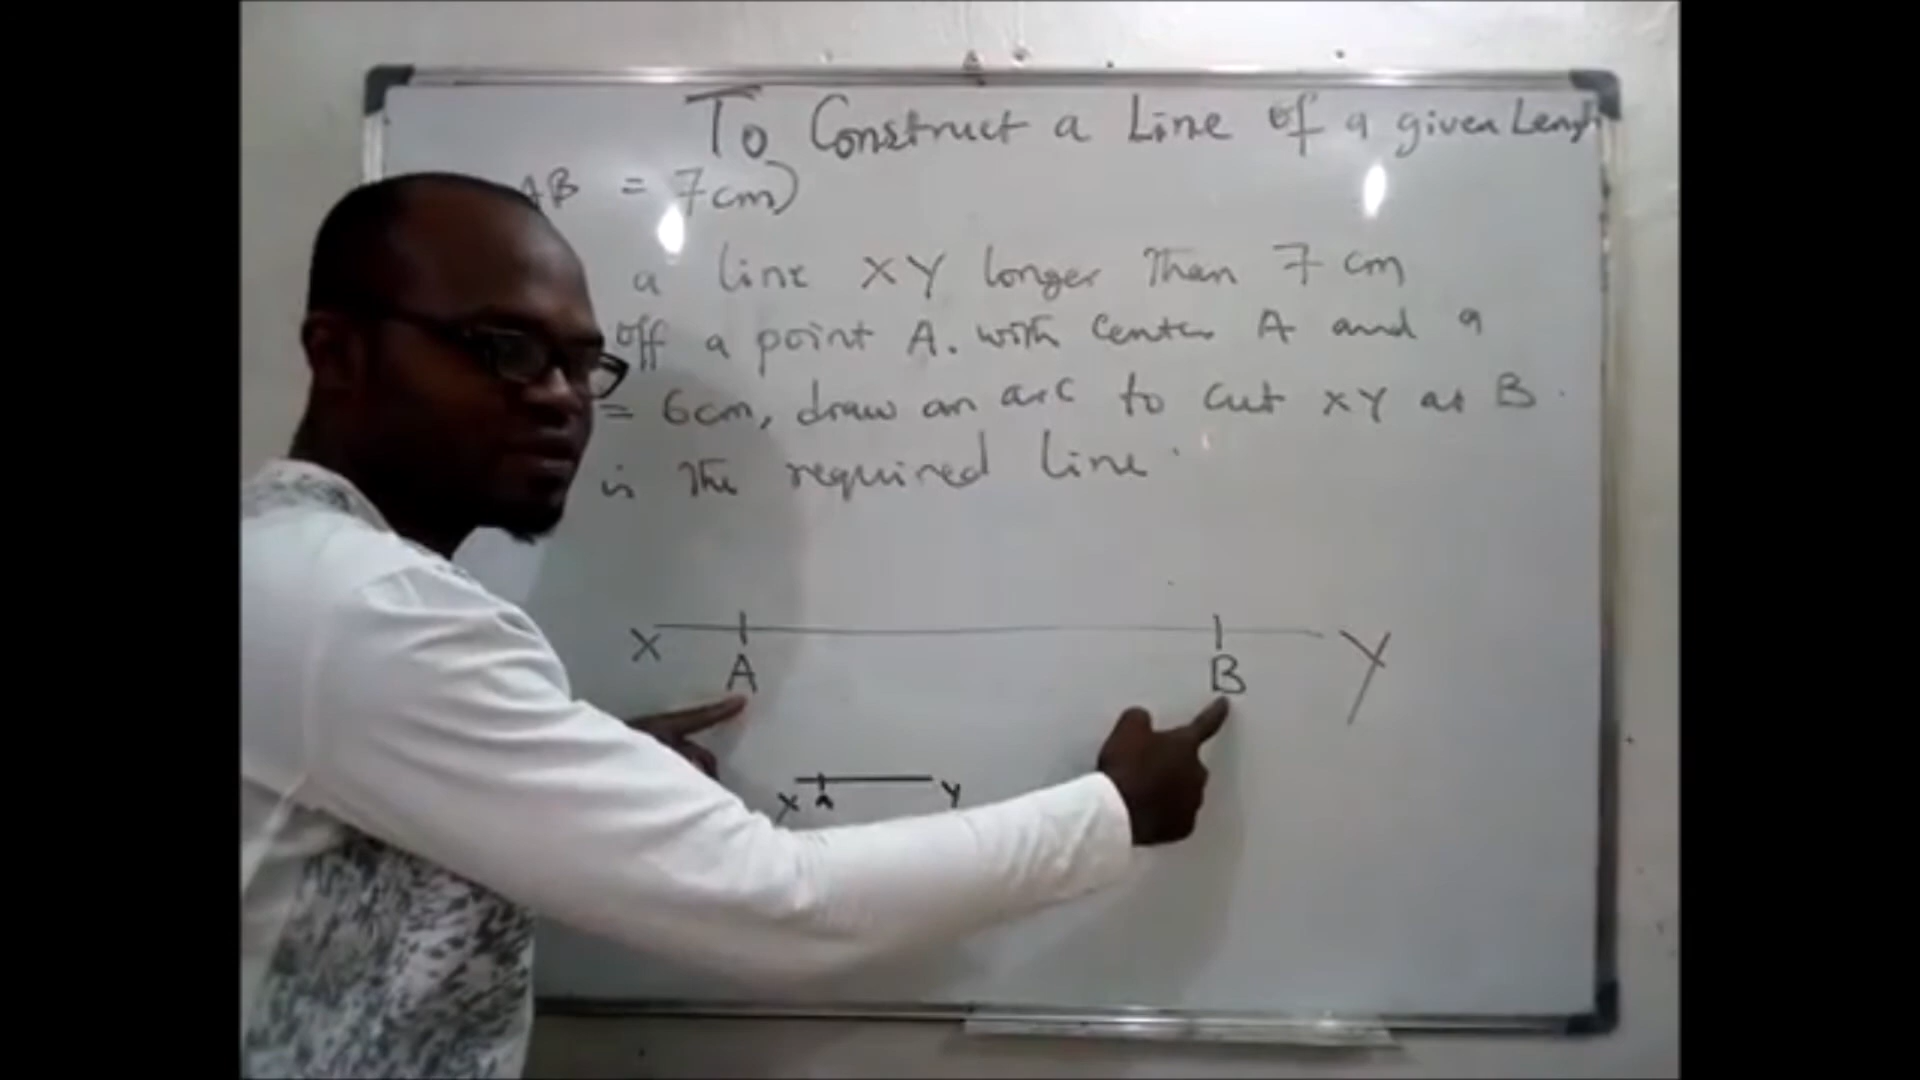 To Construct a Line of a given Length
AB = 7cm)
a line XY longer than 7 cm
off a point A. with center A and a
= 6cm, draw an arc to cut XY at B.
is the required line.
X A B Y
X A Y